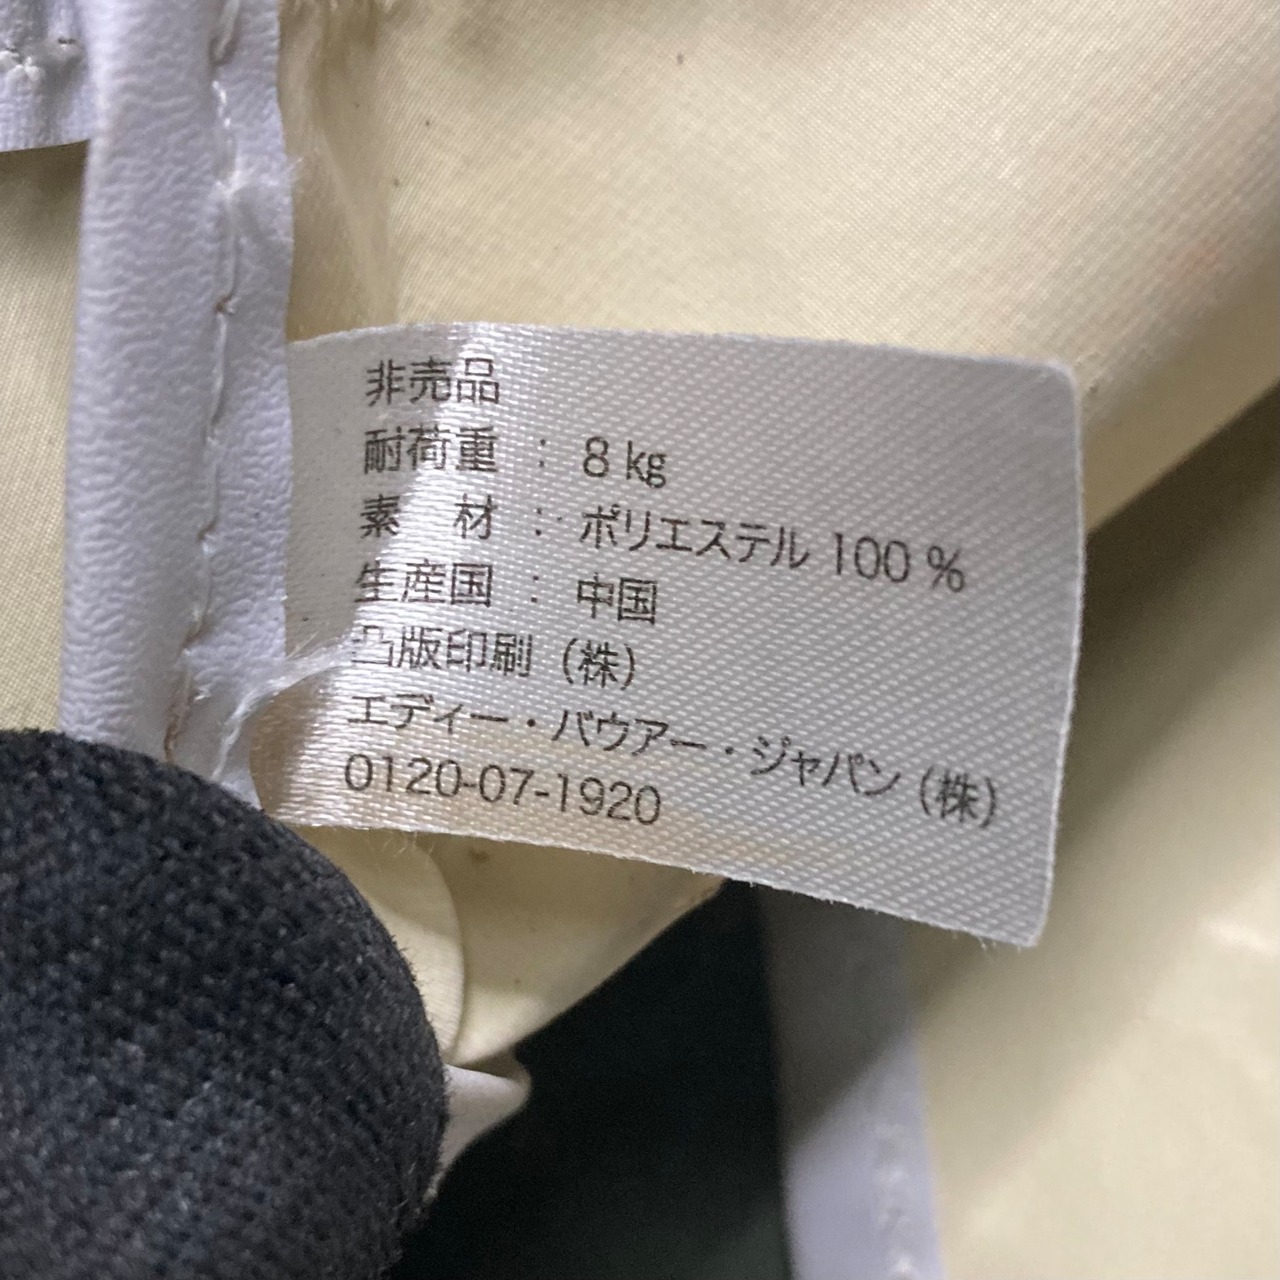 非売品
耐荷重 : 8 kg
素 材 : ポリエステル 100 %
生産国 : 中国
凸版印刷 (株)
エディー・バウアー・ジャパン (株)
0120-07-1920